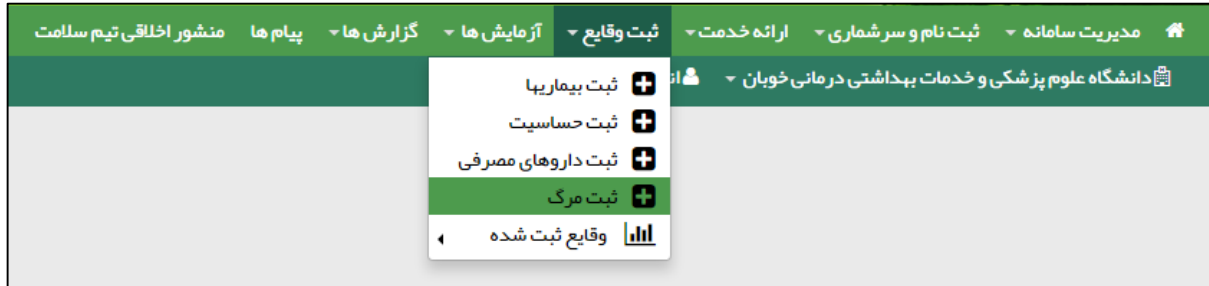 مدیریت سامانه ثبت نام و سرشماری ارائه خدمت ثبت وقایع آزمایش ها گزارش ها پیام ها منشور اخلاقی تیم سلامت
دانشگاه علوم پزشکی و خدمات بهداشتی درمانی خوبان
ثبت بیماریها
ثبت حساسیت
ثبت داروهای مصرفی
ثبت مرگ
وقایع ثبت شده